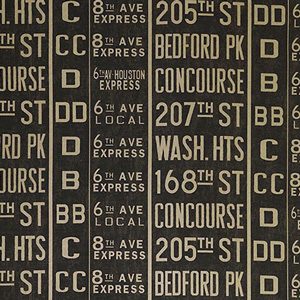 H. HTS C 8TH AVE EXPRESS 205TH ST DD
TH ST CC 8TH AVE EXPRESS BEDFORD PK D
COURSE D 6TH AV-HOUSTON EXPRESS CONCOURSE B
TH ST DD 6TH AVE LOCAL 207TH ST BB
ORD PK D 6TH AVE EXPRESS WASH. HTS C
OURSE B 6TH AVE EXPRESS 168TH ST CC
TH ST BB 6TH AVE LOCAL CONCOURSE D
H. HTS C 8TH AVE EXPRESS 205TH ST DD
TH ST CC 8TH AVE EXPRESS BEDFORD PK D